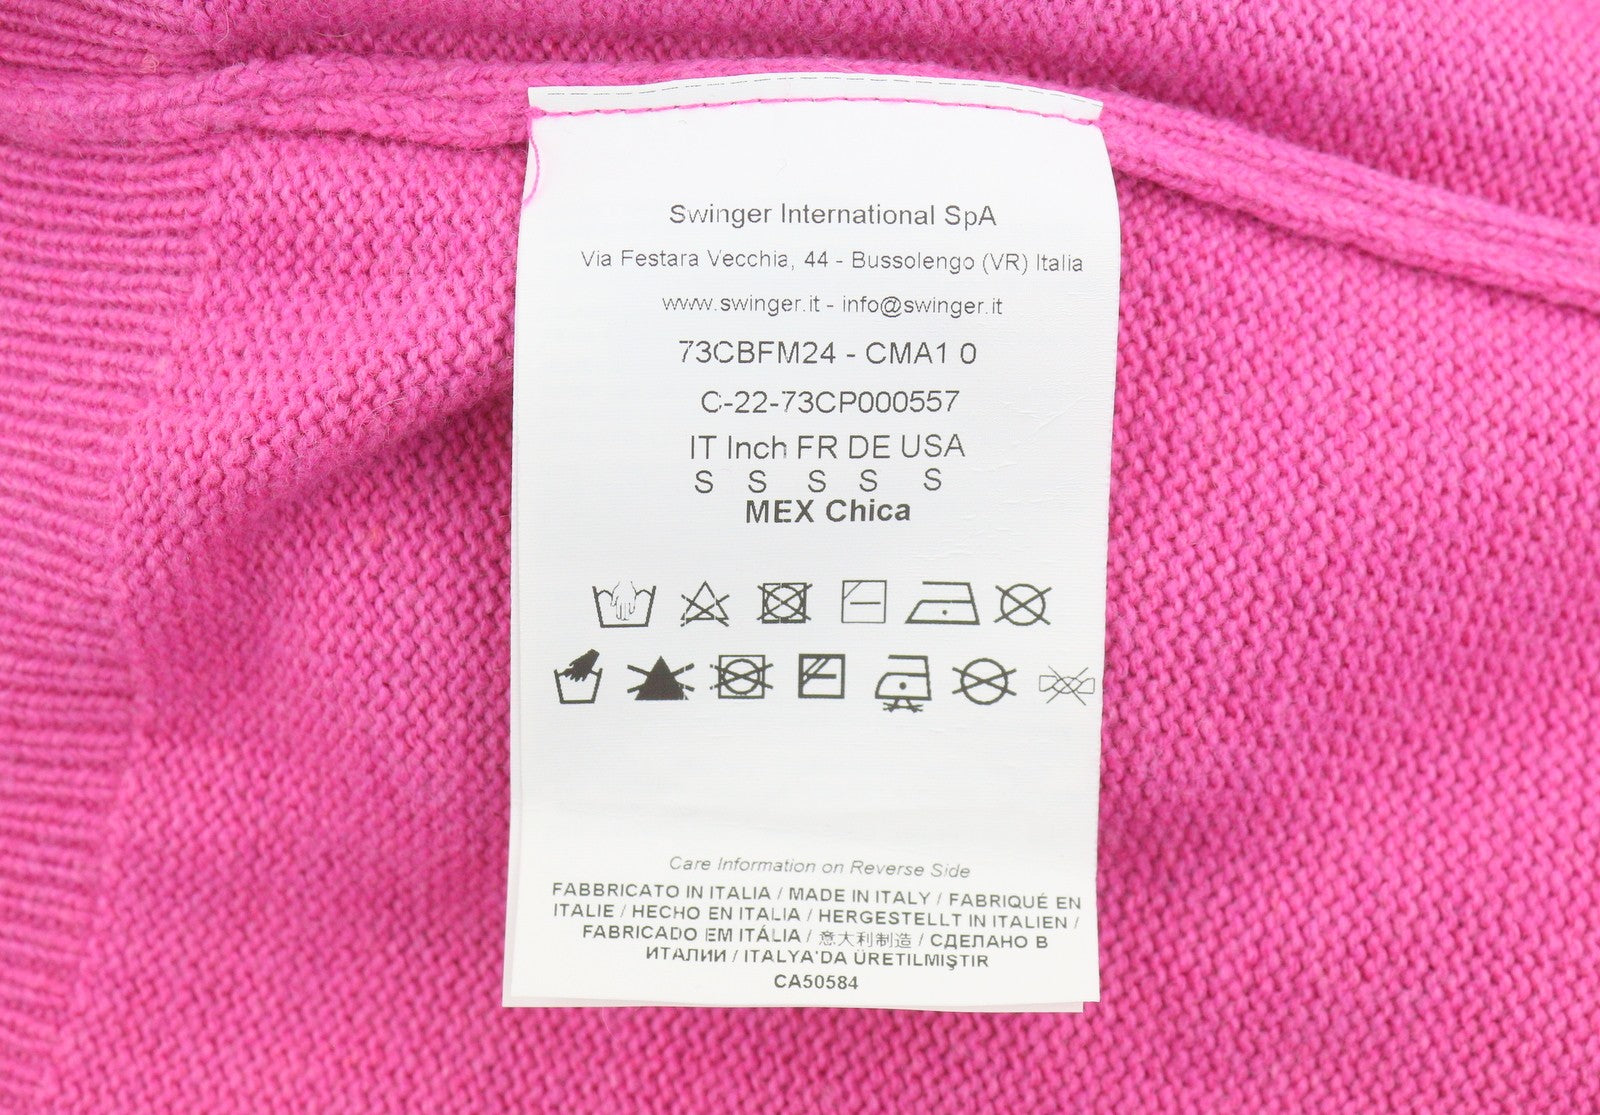 Swinger International SpA
Via Festara Vecchia, 44 - Bussolengo (VR) Italia
www.swinger.it - info@swinger.it
73CBFM24 - CMA1 0
C-22-73CP000557
IT Inch FR DE USA
S S S S S
MEX Chica
Care Information on Reverse Side
FABBRICATO IN ITALIA / MADE IN ITALY / FABRIQUÉ EN
ITALIE / HECHO EN ITALIA / HERGESTELLT IN ITALIEN /
FABRICADO EM ITÁLIA / 意大利制造 / СДЕЛАНО В
ИТАЛИИ / ITALYA'DA ÜRETILMIŞTIR
CA50584